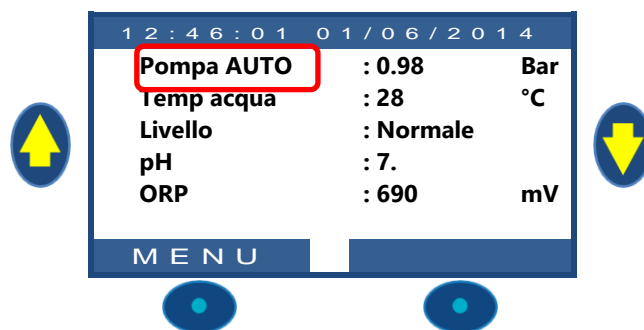 12:46:01 01/06/2014
Pompa AUTO : 0.98 Bar
Temp acqua : 28 °C
Livello : Normale
pH : 7.
ORP : 690 mV
MENU